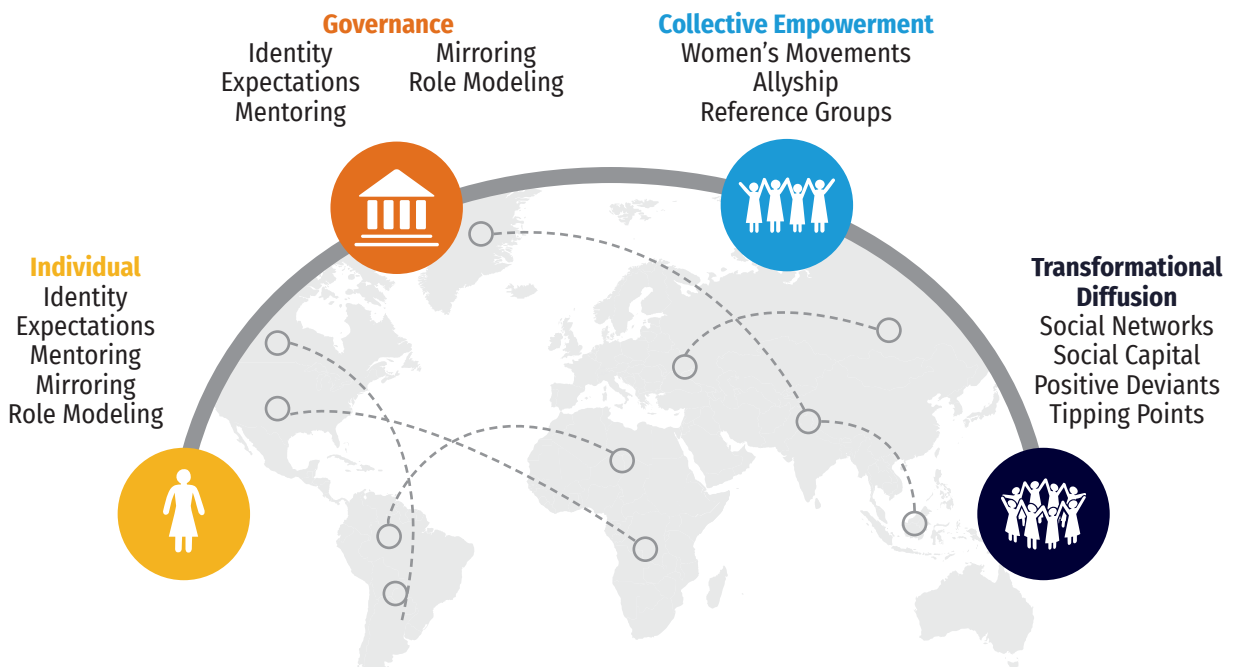 Governance
Identity
Expectations
Mentoring
Mirroring
Role Modeling
Collective Empowerment
Women’s Movements
Allyship
Reference Groups
Individual
Identity
Expectations
Mentoring
Mirroring
Role Modeling
Transformational
Diffusion
Social Networks
Social Capital
Positive Deviants
Tipping Points